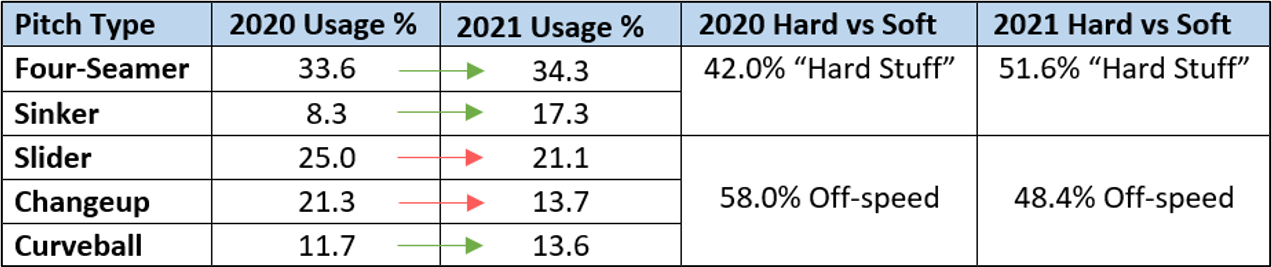 Pitch Type 2020 Usage % 2021 Usage % 2020 Hard vs Soft 2021 Hard vs Soft
Four-Seamer 33.6 34.3 42.0% “Hard Stuff” 51.6% “Hard Stuff”
Sinker 8.3 17.3
Slider 25.0 21.1
Changeup 21.3 13.7 58.0% Off-speed 48.4% Off-speed
Curveball 11.7 13.6